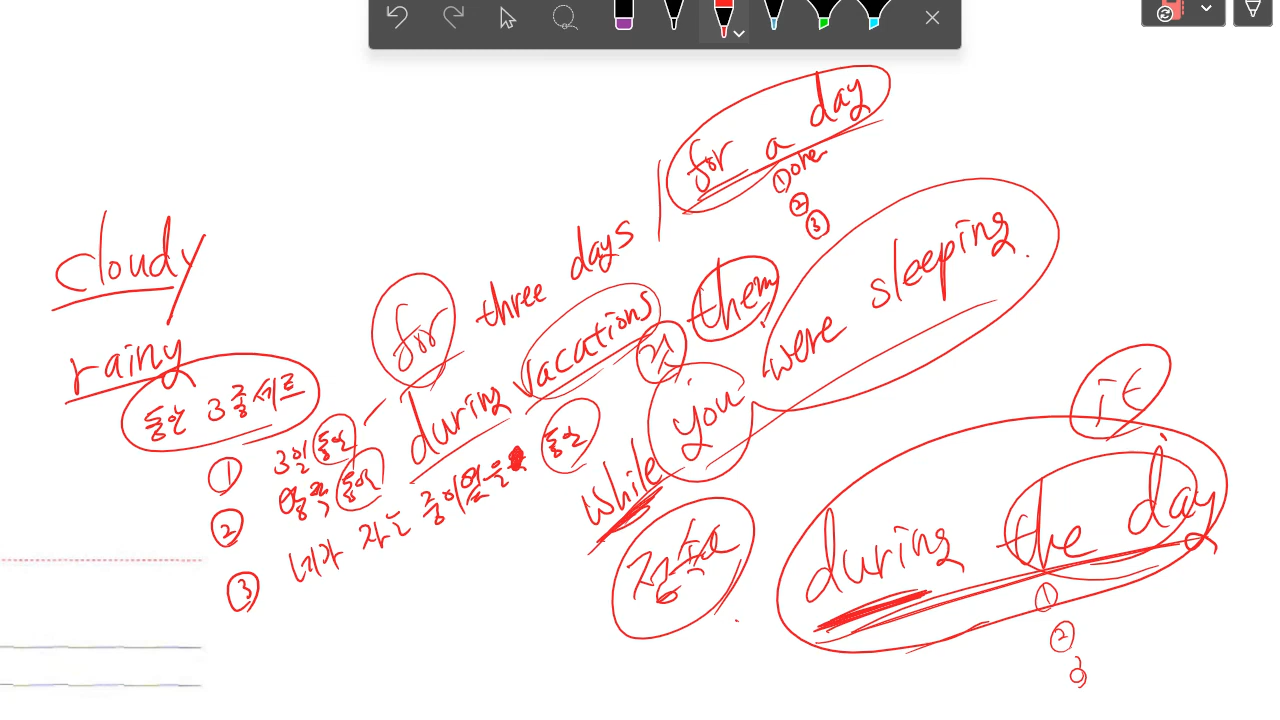 for a day
① one
②
③
cloudy
rainy
for three days
during vacations 것 them
while you were sleeping
동안 3종세트
① 3일 동안
② 방학 동안
③ 네가 자는 중이었을 동안
접속사
it
during the day
①
②
③